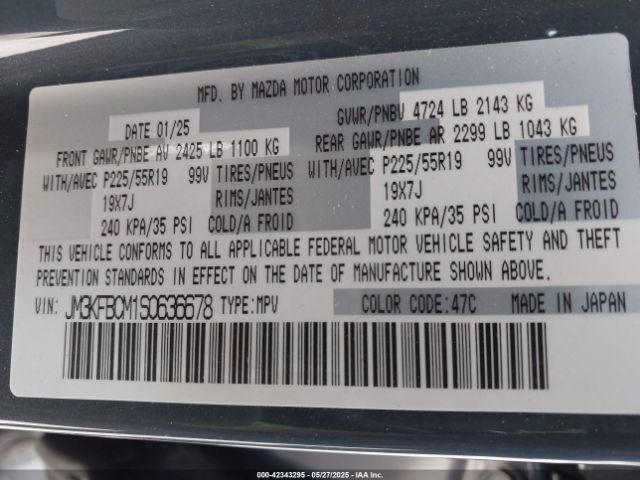 MFD. BY MAZDA MOTOR CORPORATION
DATE 01/25 GVWR/PNBV 4724 LB 2143 KG
FRONT GAWR/PNBE AV 2425 LB 1100 KG REAR GAWR/PNBE AR 2299 LB 1043 KG
WITH/AVEC P225/55R19 99V TIRES/PNEUS WITH/AVEC P225/55R19 99V TIRES/PNEUS
19X7J RIMS/JANTES 19X7J RIMS/JANTES
240 KPA/35 PSI COLD/A FROID 240 KPA/35 PSI COLD/A FROID
THIS VEHICLE CONFORMS TO ALL APPLICABLE FEDERAL MOTOR VEHICLE SAFETY AND THEFT
PREVENTION STANDARDS IN EFFECT ON THE DATE OF MANUFACTURE SHOWN ABOVE.
VIN: JM3KFBCM1S0636678 TYPE:MPV COLOR CODE:47C MADE IN JAPAN
000-42343295 - 05/27/2025 - IAAI.COM